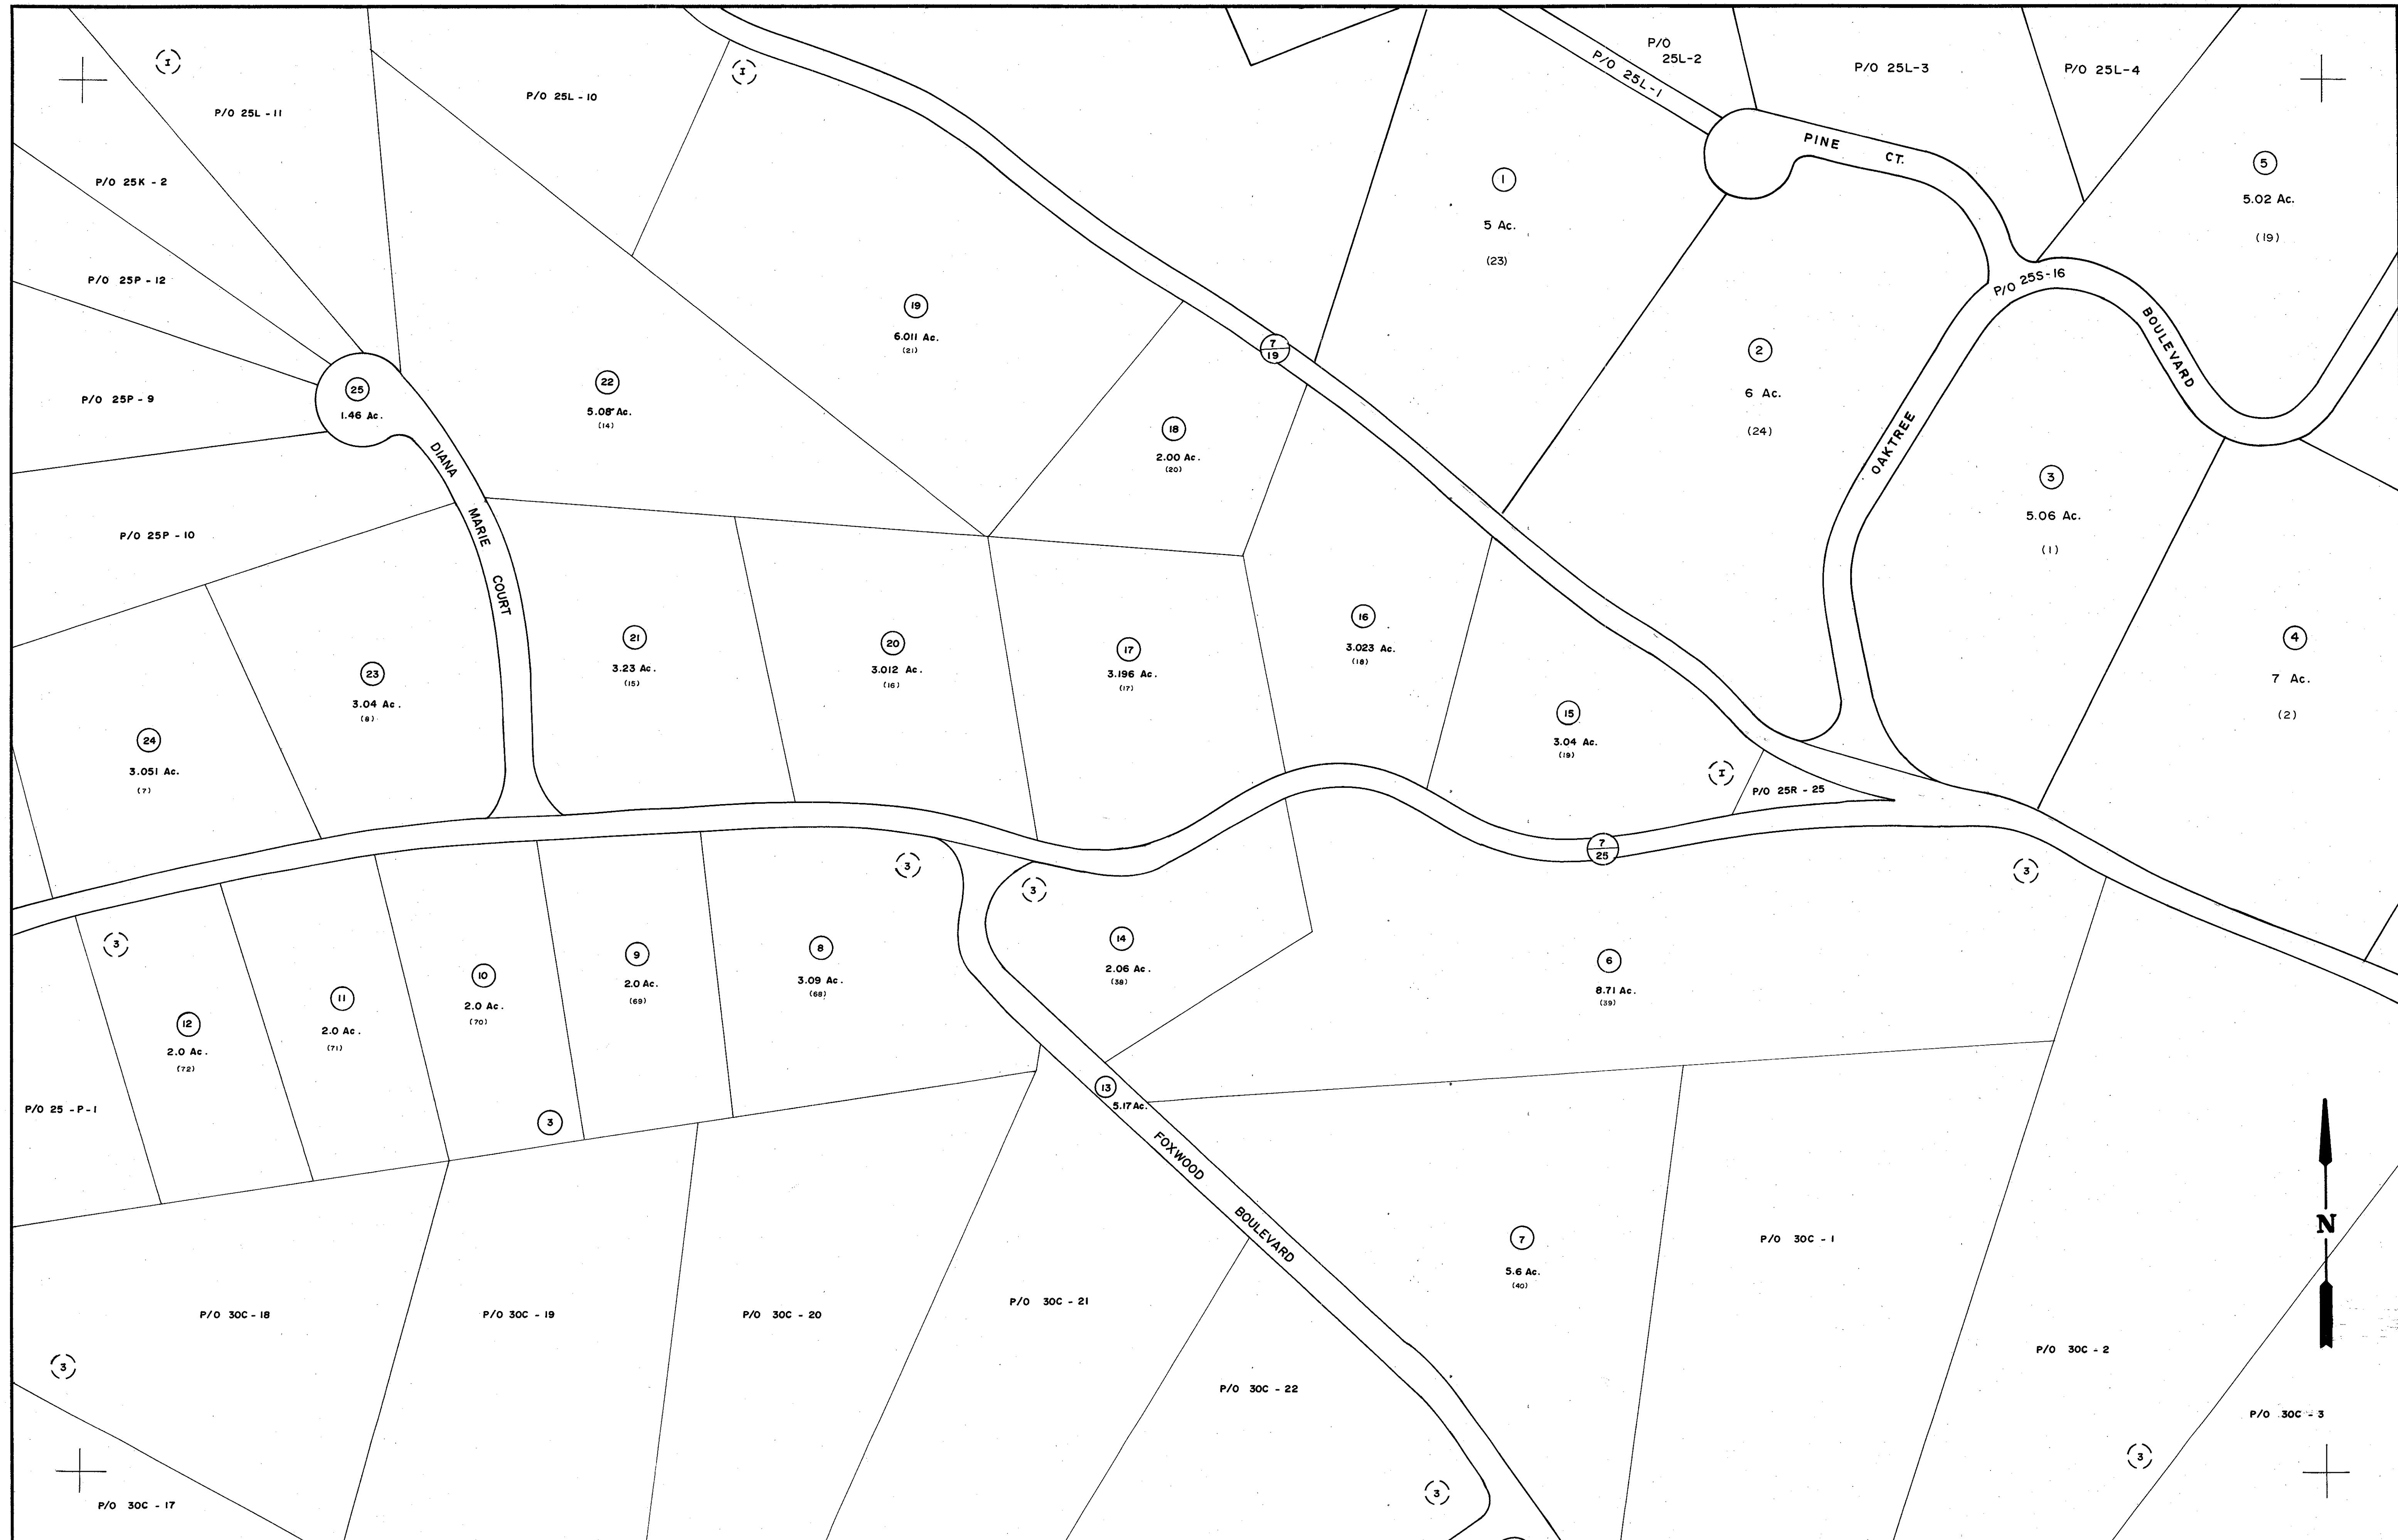 I
P/O 25L - 11
P/O 25L - 10
I
P/O 25L-1
P/O
25L-2
P/O 25L-3
P/O 25L-4
PINE CT.
P/O 25K - 2
1
5 Ac.
(23)
5
5.02 Ac.
(19)
P/O 25P - 12
P/O 25S-16
BOULEVARD
OAKTREE
19
6.011 Ac.
(21)
7
19
2
6 Ac.
(24)
P/O 25P - 9
25
1.46 Ac.
22
5.08 Ac.
(14)
18
2.00 Ac.
(20)
3
5.06 Ac.
(1)
DIANA MARIE COURT
P/O 25P - 10
21
3.23 Ac.
(15)
20
3.012 Ac.
(16)
17
3.196 Ac.
(17)
16
3.023 Ac.
(18)
4
7 Ac.
(2)
24
3.051 Ac.
(7)
23
3.04 Ac.
(8)
15
3.04 Ac.
(19)
I
P/O 25R - 25
7
25
3
3
3
3
12
2.0 Ac.
(72)
11
2.0 Ac.
(71)
10
2.0 Ac.
(70)
9
2.0 Ac.
(69)
8
3.09 Ac.
(68)
14
2.06 Ac.
(38)
6
8.71 Ac.
(39)
P/O 25 -P-1
3
13
5.17 Ac.
FOXWOOD BOULEVARD
7
5.6 Ac.
(40)
P/O 30C - 1
N
P/O 30C - 18
P/O 30C - 19
P/O 30C - 20
P/O 30C - 21
P/O 30C - 22
P/O 30C - 2
P/O 30C - 3
3
3
3
P/O 30C - 17